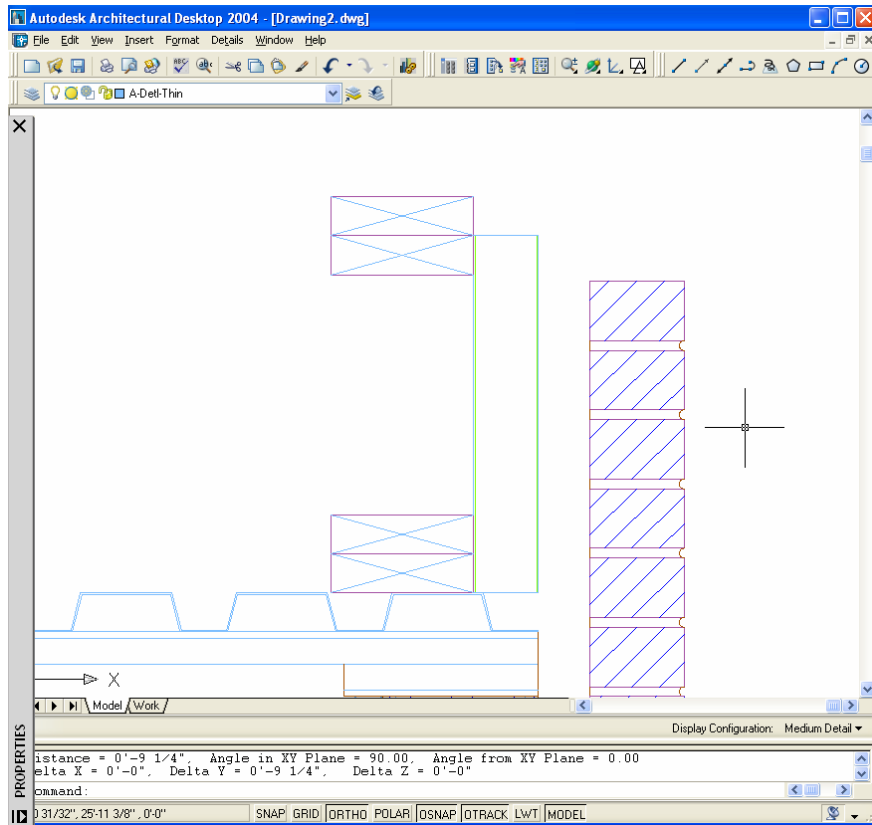 Autodesk Architectural Desktop 2004 - [Drawing2.dwg]
File Edit View Insert Format Details Window Help
A-Detl-Thin
X
Model Work
Display Configuration: Medium Detail
PROPERTIES
istance = 0'-9 1/4", Angle in XY Plane = 90.00, Angle from XY Plane = 0.00
elta X = 0'-0", Delta Y = 0'-9 1/4", Delta Z = 0'-0"
ommand:
0 31/32", 25'-11 3/8" , 0'-0" SNAP GRID ORTHO POLAR OSNAP OTRACK LWT MODEL